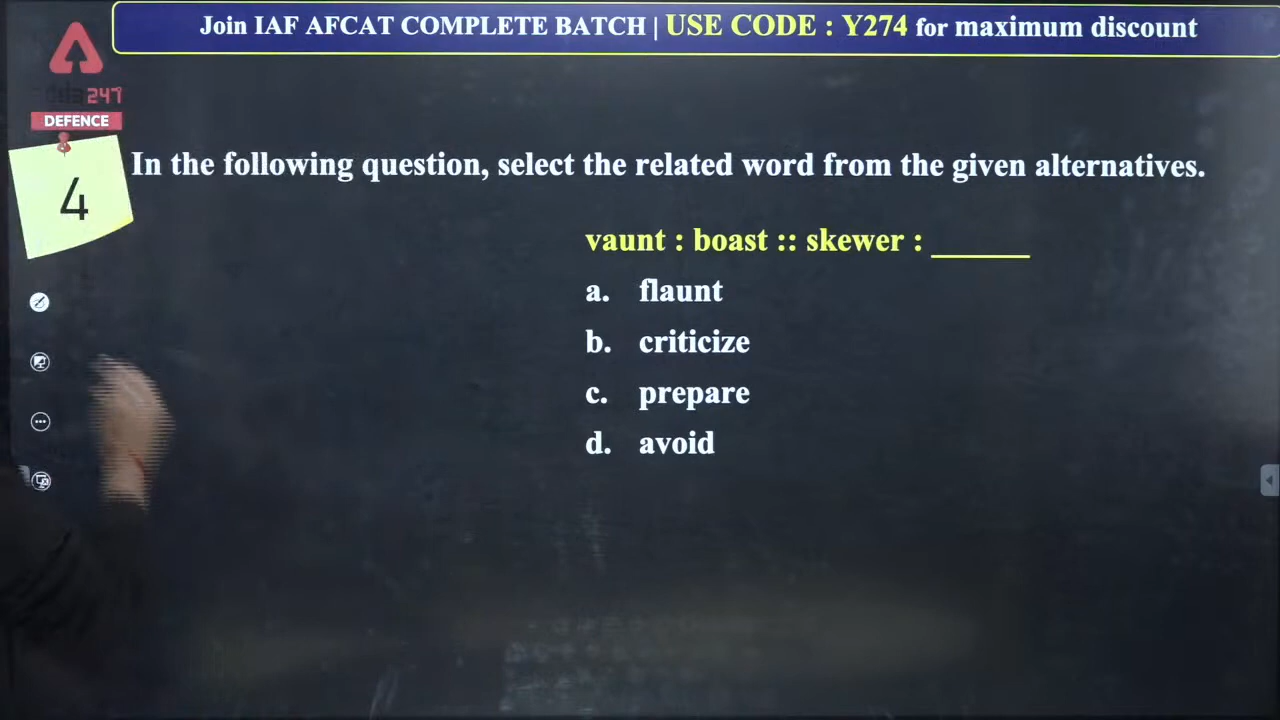 Join IAF AFCAT COMPLETE BATCH | USE CODE : Y274 for maximum discount
247
DEFENCE
4
In the following question, select the related word from the given alternatives.
vaunt : boast :: skewer : ______
a. flaunt
b. criticize
c. prepare
d. avoid